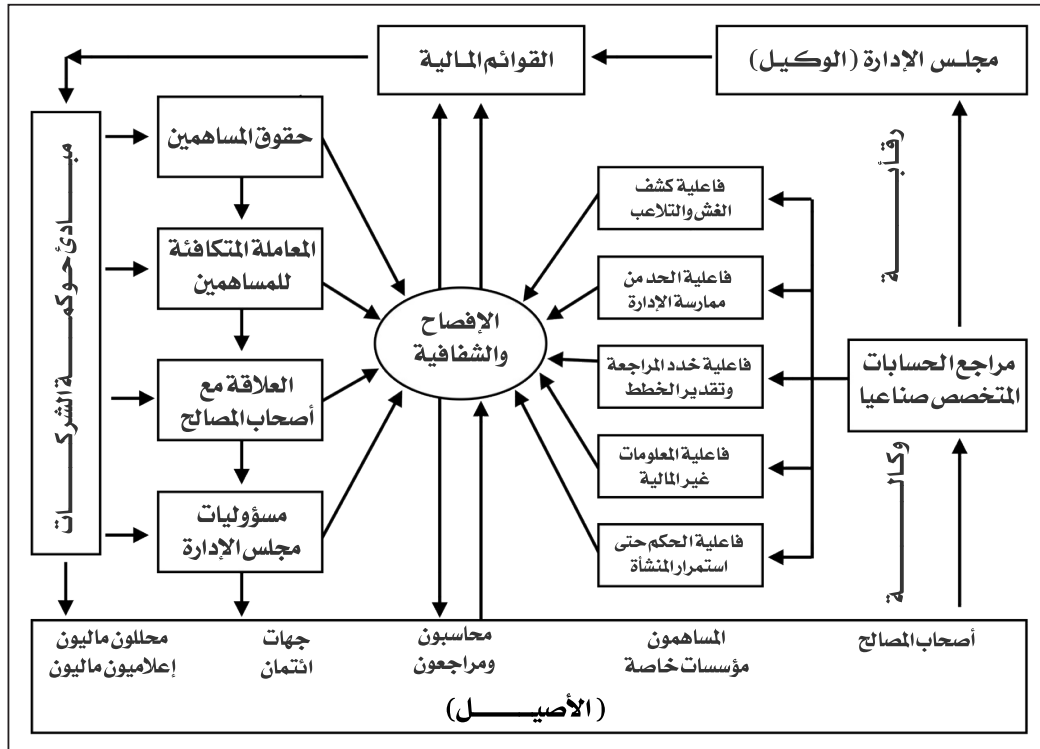 مجلس الإدارة (الوكيل)
القوائم المالية
رقأبة
مبادئ حوكمة الشركات
حقوق المساهمين
المعاملة المتكافئة
للمساهمين
العلاقة مع
أصحاب المصالح
مسؤوليات
مجلس الإدارة
الإفصاح
والشفافية
فاعلية كشف
الغش والتلاعب
فاعلية الحد من
ممارسة الإدارة
فاعلية خدد المراجعة
وتقدير الخطط
فاعلية المعلومات
غير المالية
فاعلية الحكم حتى
استمرار المنشأة
مراجع الحسابات
المتخصص صناعيا
وكالة
أصحاب المصالح
المساهمون
مؤسسات خاصة
محاسبون
ومراجعون
جهات
ائتمان
محللون ماليون
إعلاميون ماليون
(الأصيل)